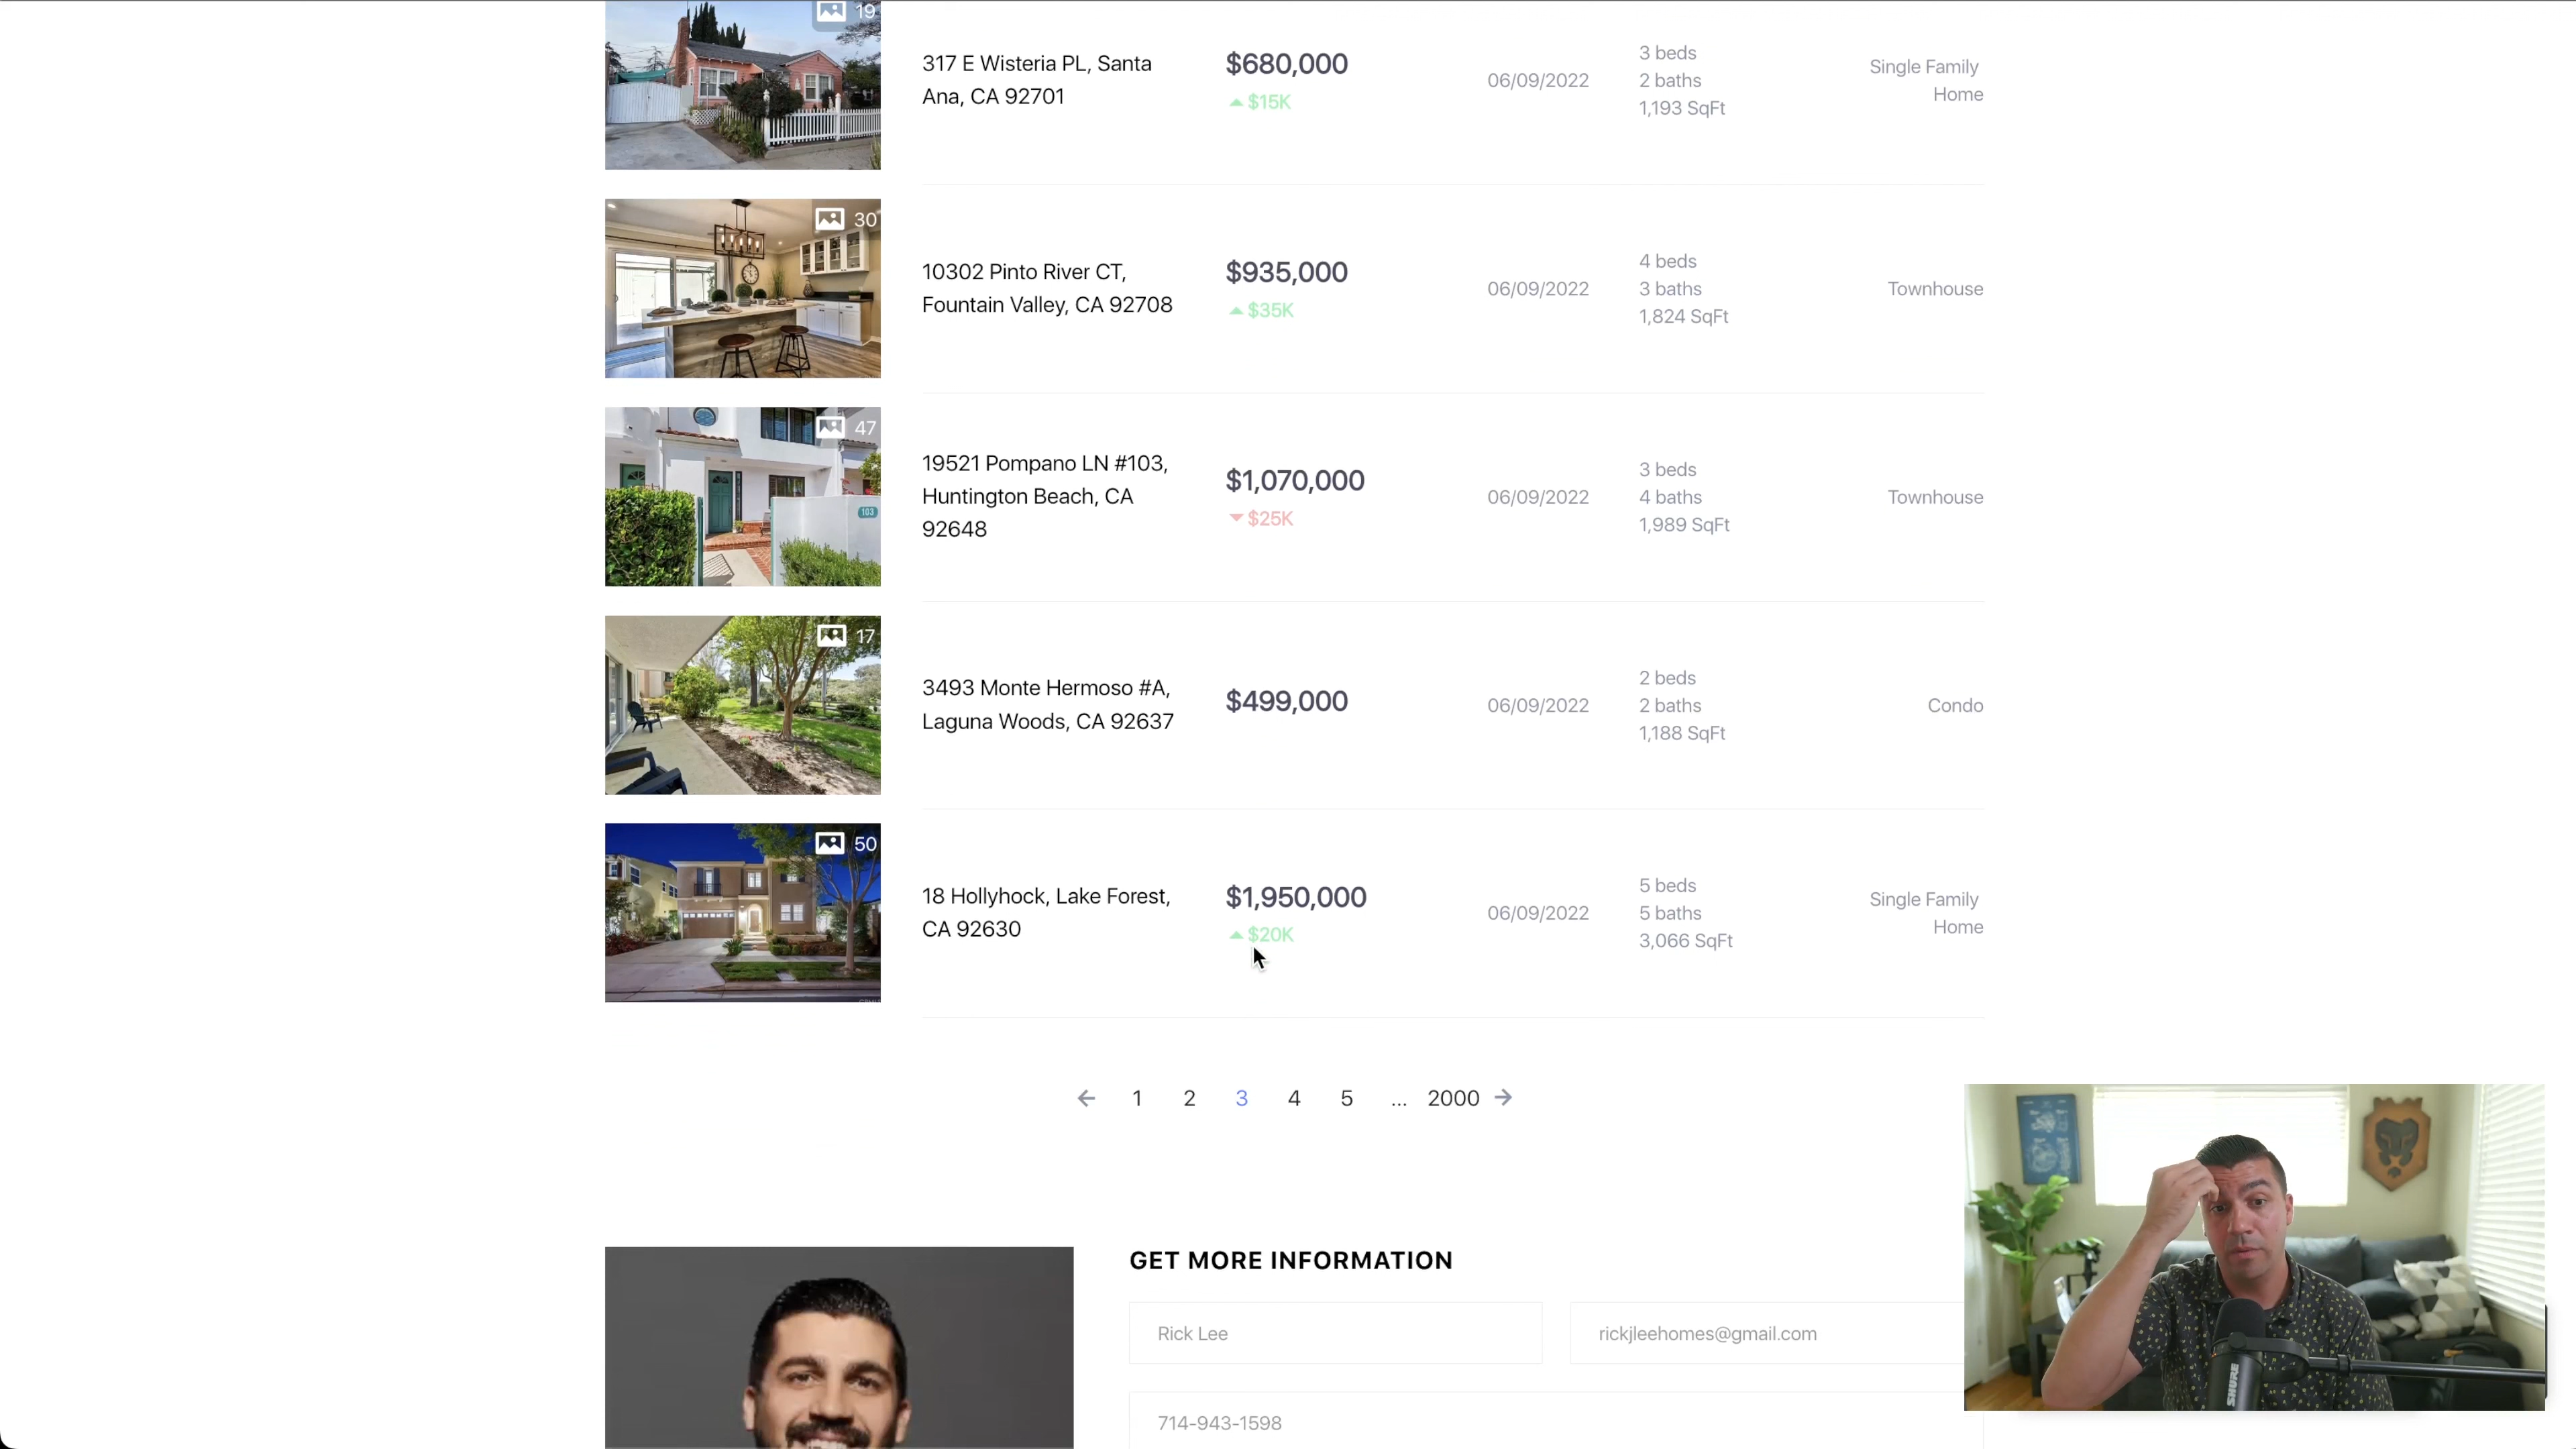 19
317 E Wisteria PL, Santa
Ana, CA 92701
$680,000
$15K
06/09/2022
3 beds
2 baths
1,193 SqFt
Single Family
Home
30
10302 Pinto River CT,
Fountain Valley, CA 92708
$935,000
$35K
06/09/2022
4 beds
3 baths
1,824 SqFt
Townhouse
47
103
19521 Pompano LN #103,
Huntington Beach, CA
92648
$1,070,000
$25K
06/09/2022
3 beds
4 baths
1,989 SqFt
Townhouse
17
3493 Monte Hermoso #A,
Laguna Woods, CA 92637
$499,000
06/09/2022
2 beds
2 baths
1,188 SqFt
Condo
50
18 Hollyhock, Lake Forest,
CA 92630
$1,950,000
$20K
06/09/2022
5 beds
5 baths
3,066 SqFt
Single Family
Home
1 2 3 4 5 ... 2000
GET MORE INFORMATION
Rick Lee
rickjleehomes@gmail.com
714-943-1598
SHURE